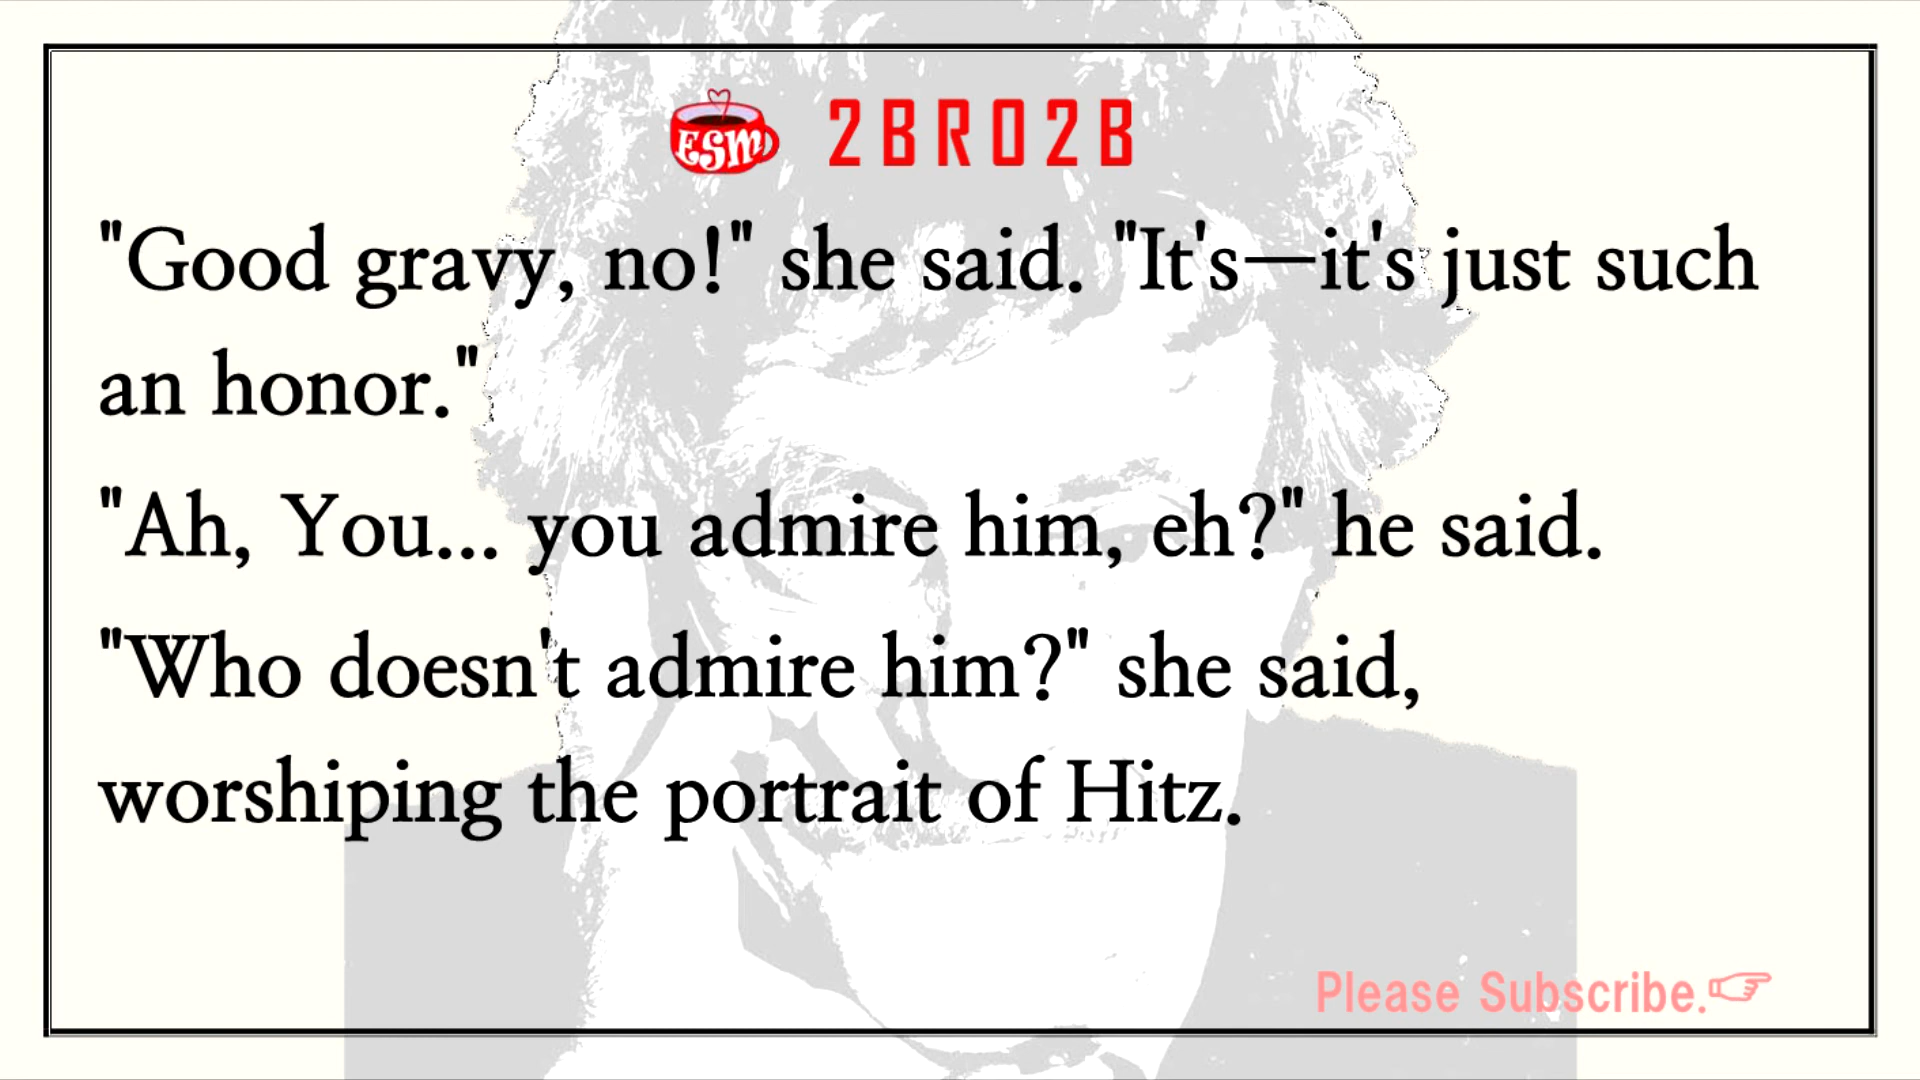 ESM 2BR02B
"Good gravy, no!" she said. "It's—it's just such
an honor."
"Ah, You... you admire him, eh?" he said.
"Who doesn't admire him?" she said,
worshiping the portrait of Hitz.
Please Subscribe.☞